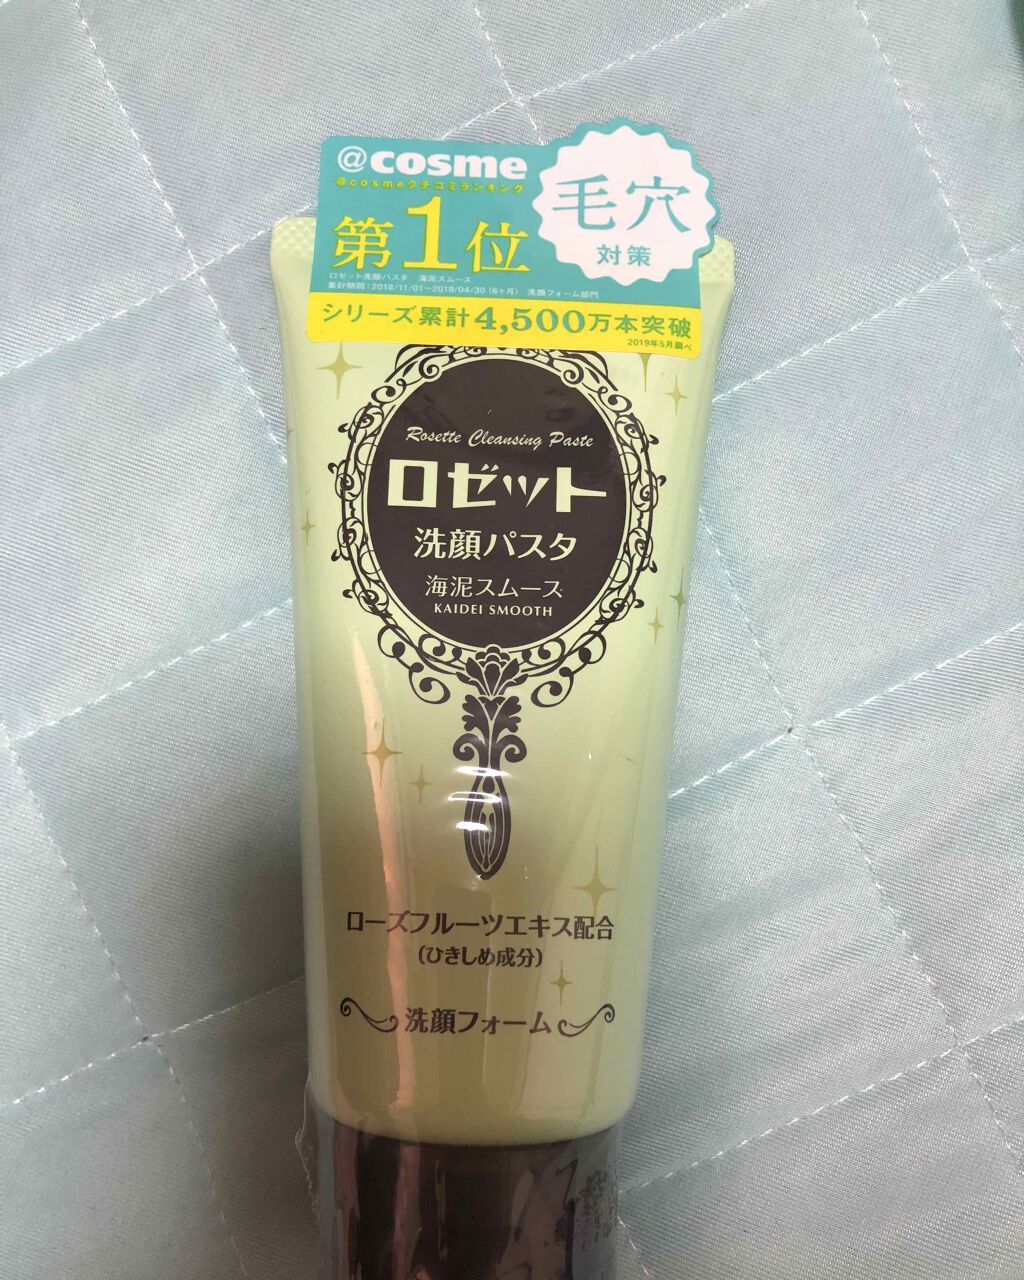 @cosme
@cosmeクチコミランキング
第1位
毛穴
対策
ロゼット洗顔パスタ 海泥スムース
集計期間:2018/11/01~2019/04/30(6ヶ月) 洗顔フォーム部門
シリーズ累計4,500万本突破
2019年5月調べ
Rosette Cleansing Paste
ロゼット
洗顔パスタ
海泥スムース
KAIDEI SMOOTH
ローズフルーツエキス配合
(ひきしめ成分)
洗顔フォーム